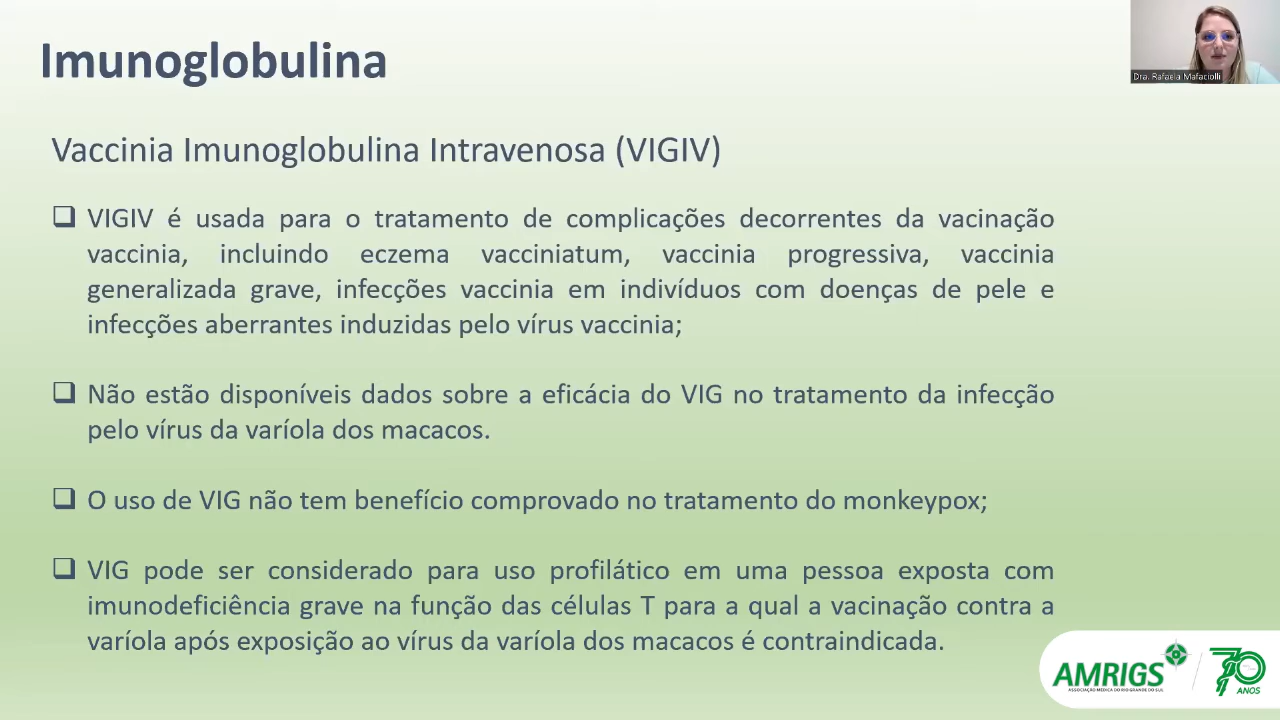 Imunoglobulina
Dra. Rafaela Mafaciolli
Vaccinia Imunoglobulina Intravenosa (VIGIV)
VIGIV é usada para o tratamento de complicações decorrentes da vacinação
vaccinia, incluindo eczema vacciniatum, vaccinia progressiva, vaccinia
generalizada grave, infecções vaccinia em indivíduos com doenças de pele e
infecções aberrantes induzidas pelo vírus vaccinia;
Não estão disponíveis dados sobre a eficácia do VIG no tratamento da infecção
pelo vírus da varíola dos macacos.
O uso de VIG não tem benefício comprovado no tratamento do monkeypox;
VIG pode ser considerado para uso profilático em uma pessoa exposta com
imunodeficiência grave na função das células T para a qual a vacinação contra a
varíola após exposição ao vírus da varíola dos macacos é contraindicada.
AMRIGS
ASSOCIAÇÃO MÉDICA DO RIO GRANDE DO SUL
70
ANOS